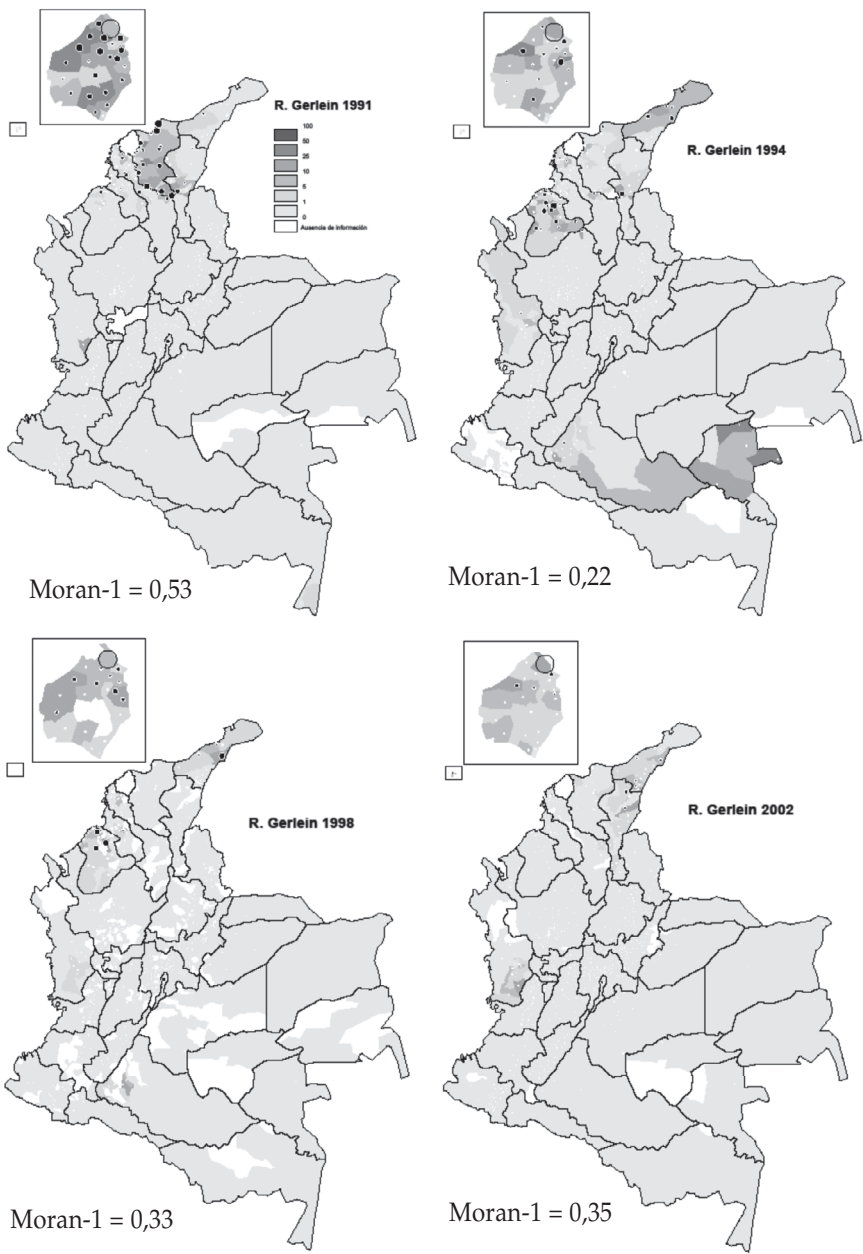 R. Gerlein 1991
100
50
25
10
5
1
0
Ausencia de información
Moran-1 = 0,53
R. Gerlein 1994
Moran-1 = 0,22
R. Gerlein 1998
Moran-1 = 0,33
R. Gerlein 2002
Moran-1 = 0,35